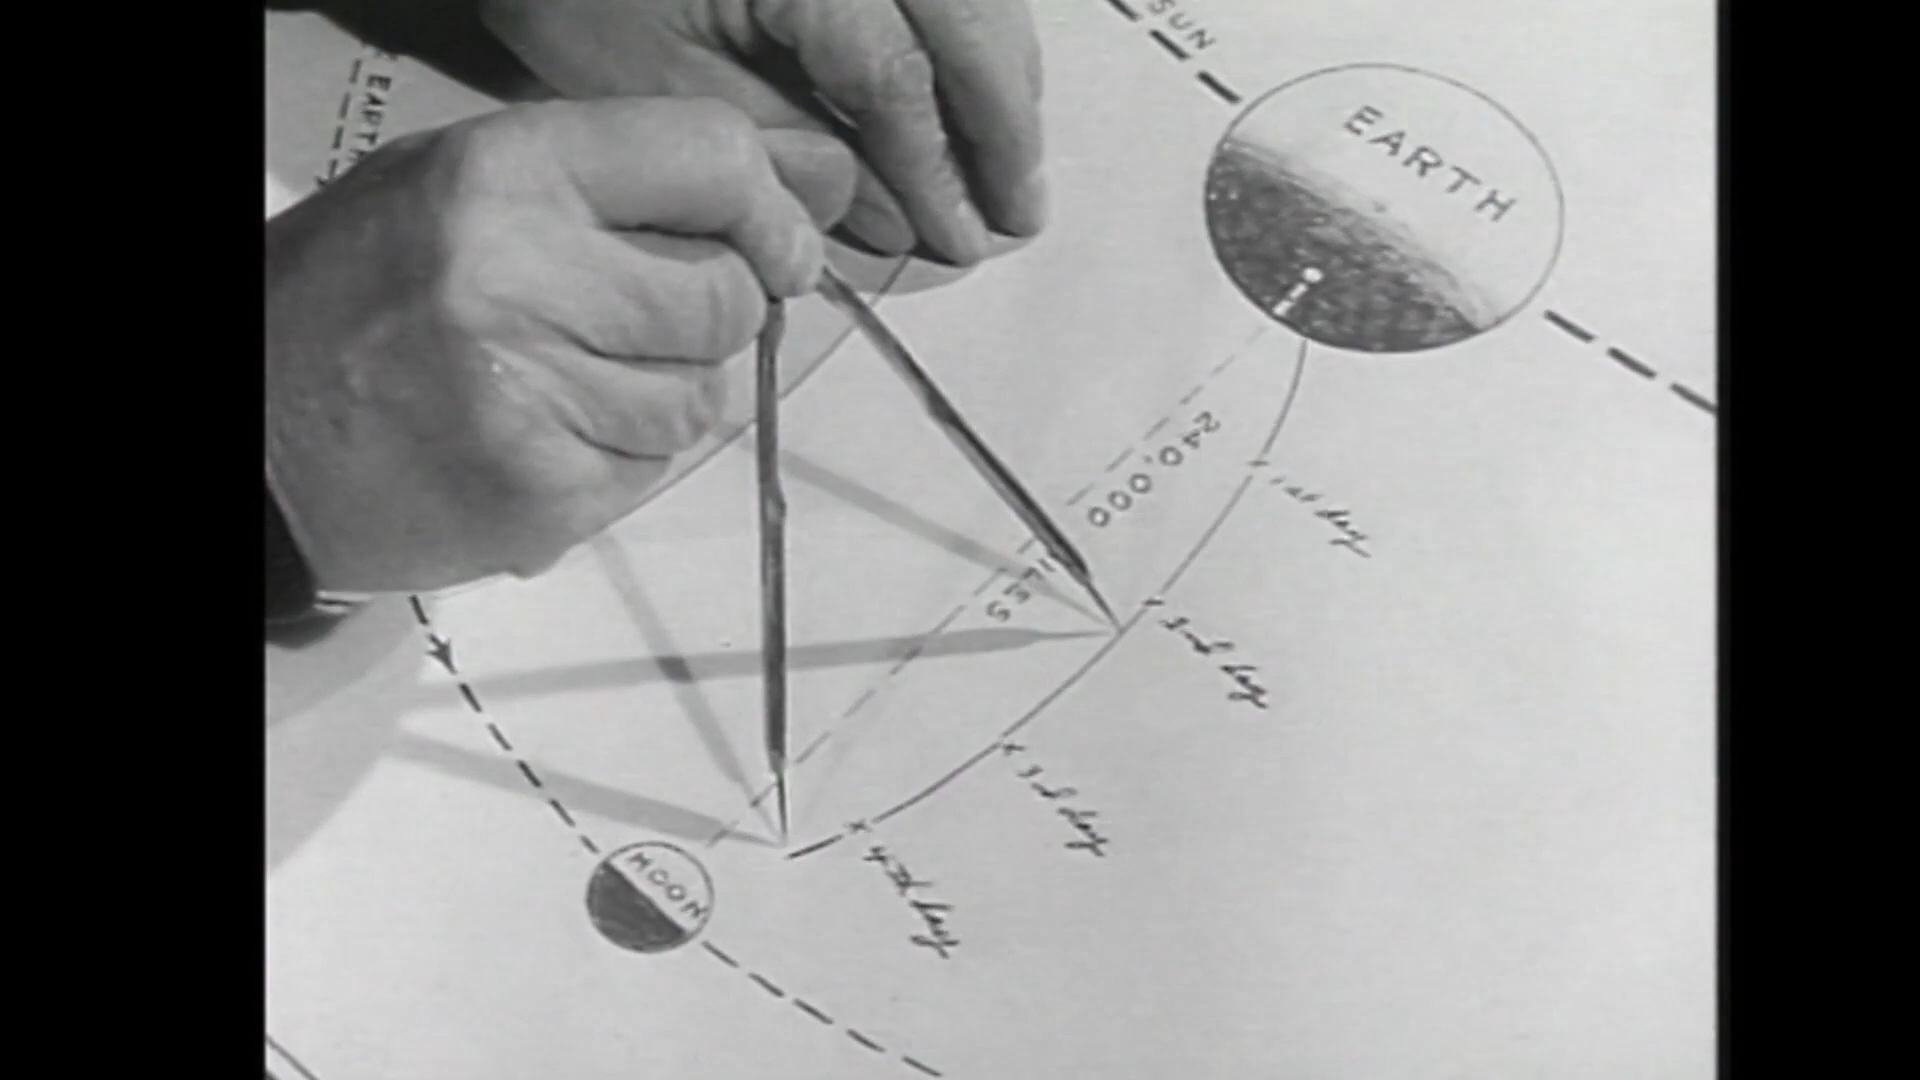 SUN
EARTH
EARTH
240,000
1st day
2nd day
3rd day
4th day
MOON